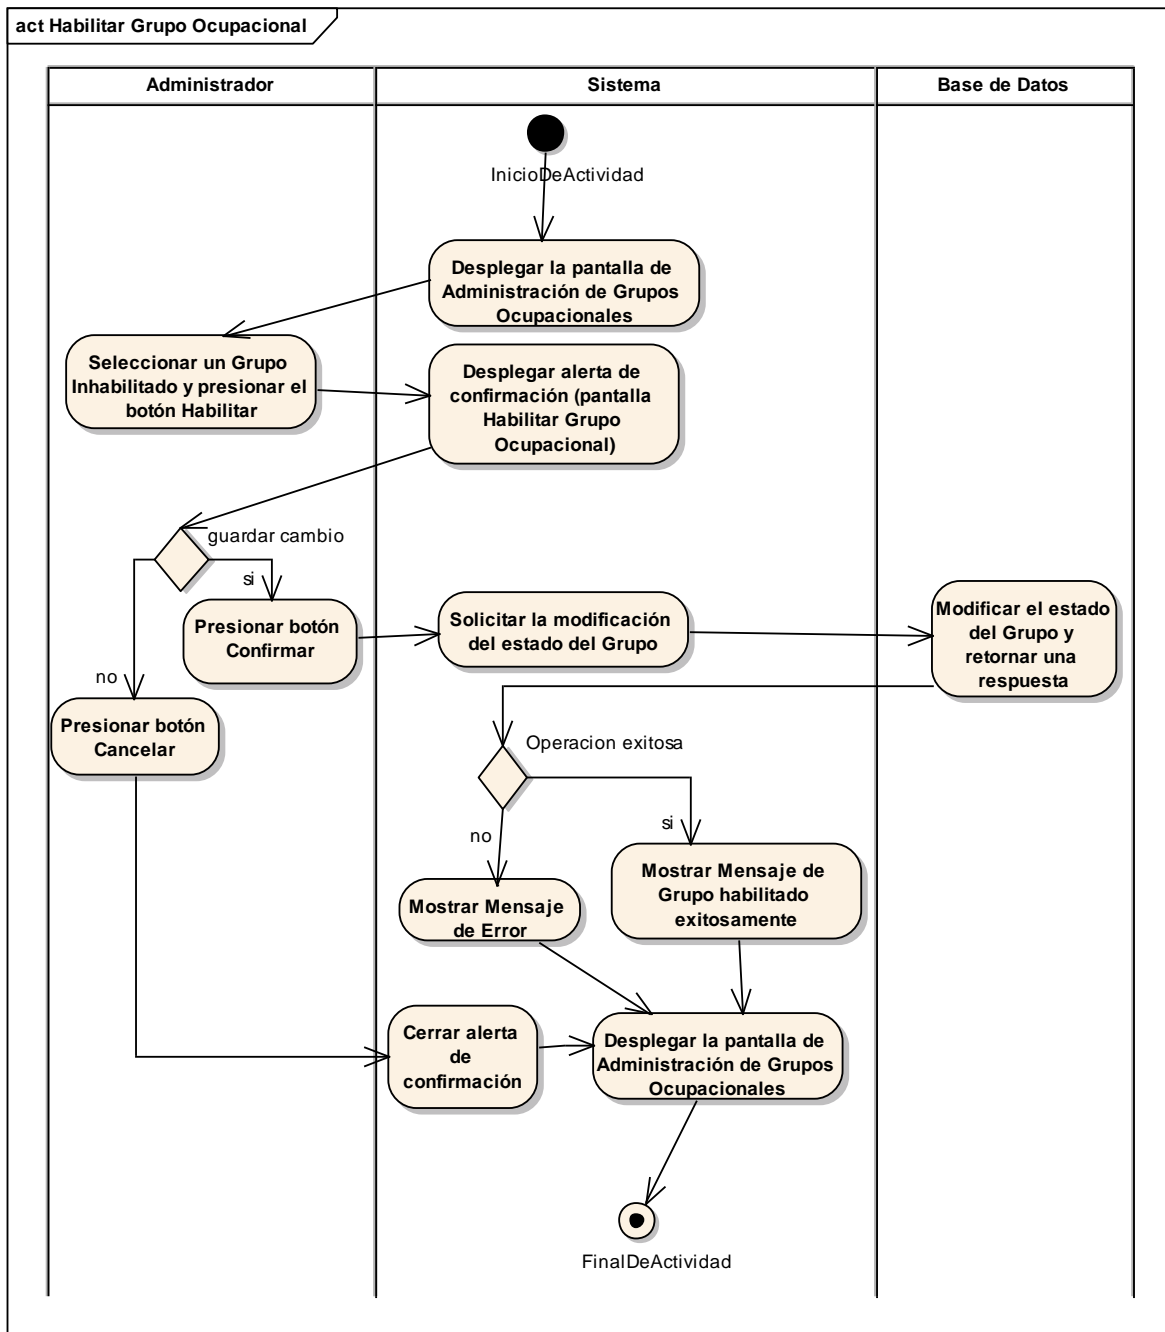 act Habilitar Grupo Ocupacional
Administrador
Sistema
Base de Datos
InicioDeActividad
Desplegar la pantalla de
Administración de Grupos
Ocupacionales
Seleccionar un Grupo
Inhabilitado y presionar el
botón Habilitar
Desplegar alerta de
confirmación (pantalla
Habilitar Grupo
Ocupacional)
guardar cambio
si
Presionar botón
Confirmar
Solicitar la modificación
del estado del Grupo
Modificar el estado
del Grupo y
retornar una
respuesta
no
Presionar botón
Cancelar
Operacion exitosa
no
si
Mostrar Mensaje
de Error
Mostrar Mensaje de
Grupo habilitado
exitosamente
Cerrar alerta
de
confirmación
Desplegar la pantalla de
Administración de Grupos
Ocupacionales
FinalDeActividad